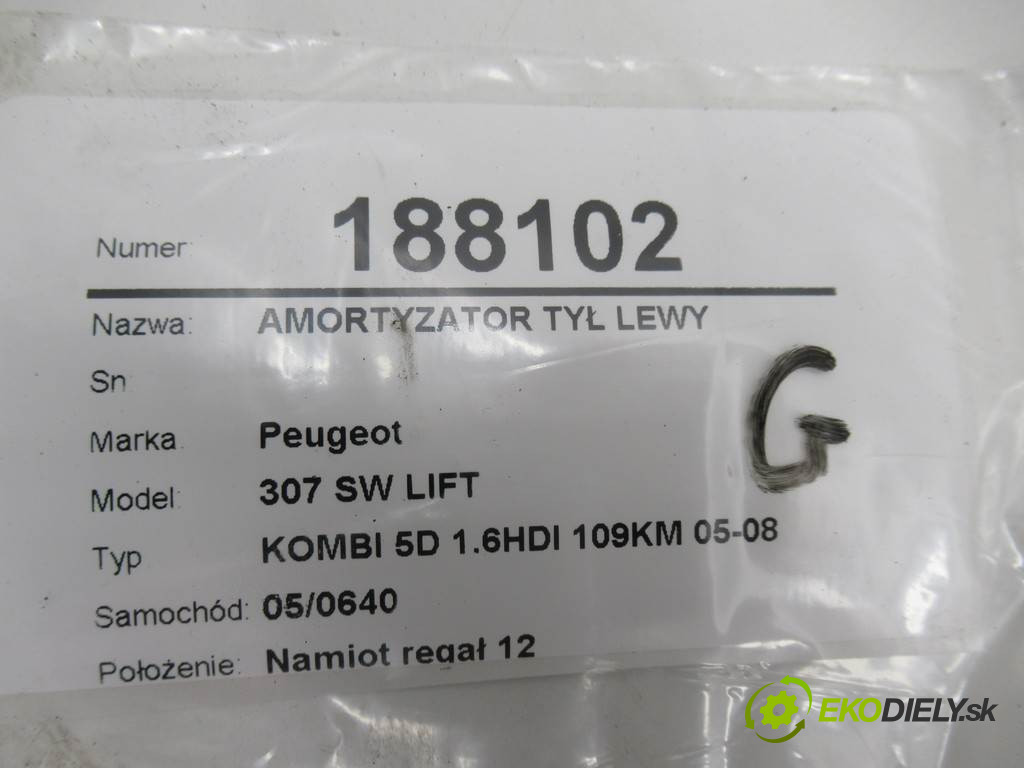 Numer: 188102
Nazwa: AMORTYZATOR TYŁ LEWY
Sn
Marka Peugeot
Model: 307 SW LIFT
Typ KOMBI 5D 1.6HDI 109KM 05-08
Samochód: 05/0640
Położenie: Namiot regał 12
G
EKODIELY.sk